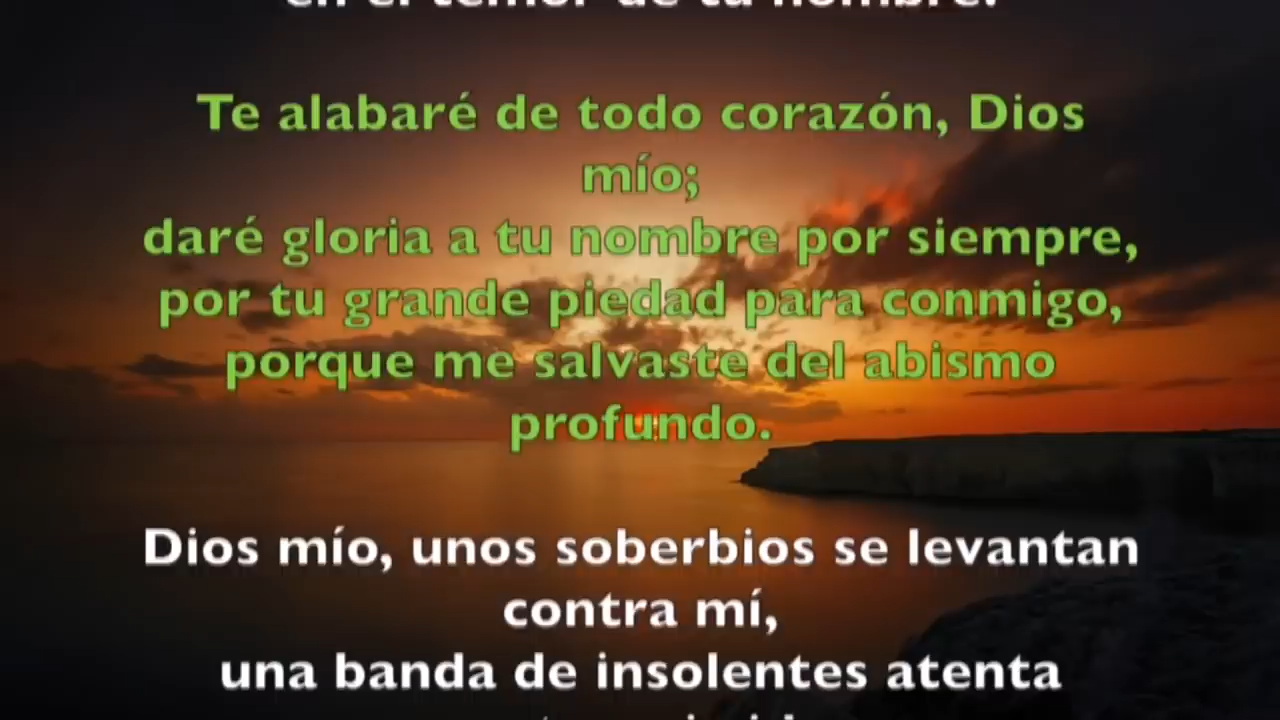 en el temor de tu nombre.
Te alabaré de todo corazón, Dios
mío;
daré gloria a tu nombre por siempre,
por tu grande piedad para conmigo,
porque me salvaste del abismo
profundo.
Dios mío, unos soberbios se levantan
contra mí,
una banda de insolentes atenta